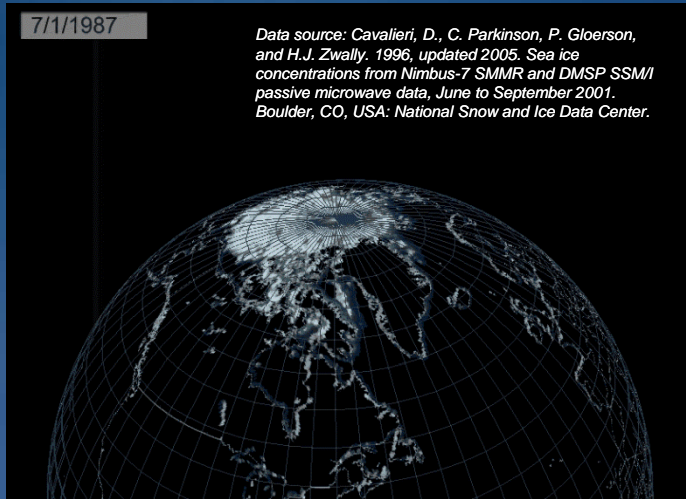 7/1/1987
Data source: Cavalieri, D., C. Parkinson, P. Gloerson,
and H.J. Zwally. 1996, updated 2005. Sea ice
concentrations from Nimbus-7 SMMR and DMSP SSM/I
passive microwave data, June to September 2001.
Boulder, CO, USA: National Snow and Ice Data Center.